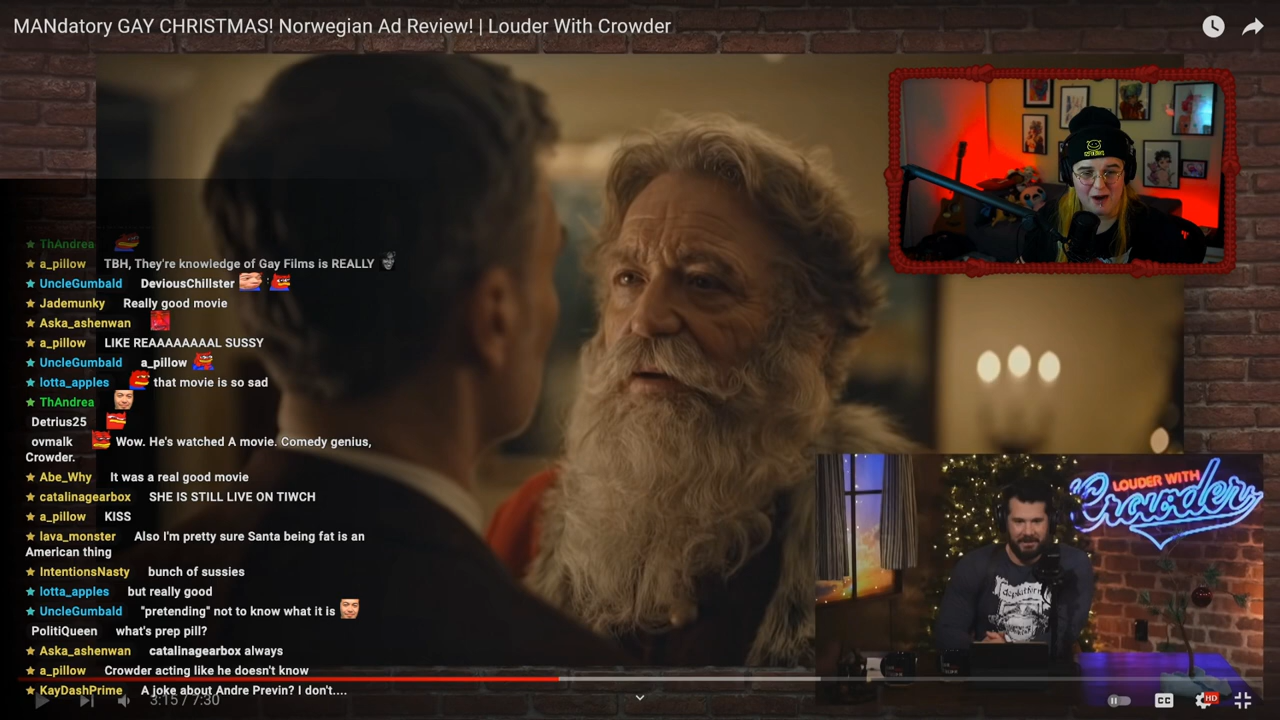 MANdatory GAY CHRISTMAS! Norwegian Ad Review! | Louder With Crowder
ThAndrea
a_pillow TBH, They're knowledge of Gay Films is REALLY
UncleGumbald DeviousChillster
Jademunky Really good movie
Aska_ashenwan
a_pillow LIKE REAAAAAAAL SUSSY
UncleGumbald a_pillow
lotta_apples that movie is so sad
ThAndrea
Detrius25
ovmalk Wow. He's watched A movie. Comedy genius,
Crowder.
Abe_Why It was a real good movie
catalinagearbox SHE IS STILL LIVE ON TIWCH
a_pillow KISS
lava_monster Also I'm pretty sure Santa being fat is an
American thing
IntentionsNasty bunch of sussies
lotta_apples but really good
UncleGumbald "pretending" not to know what it is
PolitiQueen what's prep pill?
Aska_ashenwan catalinagearbox always
a_pillow Crowder acting like he doesn't know
KayDashPrime A joke about Andre Previn? I don't....
LOUDER WITH
Crowder
3:15 / 7:30
CC
HD